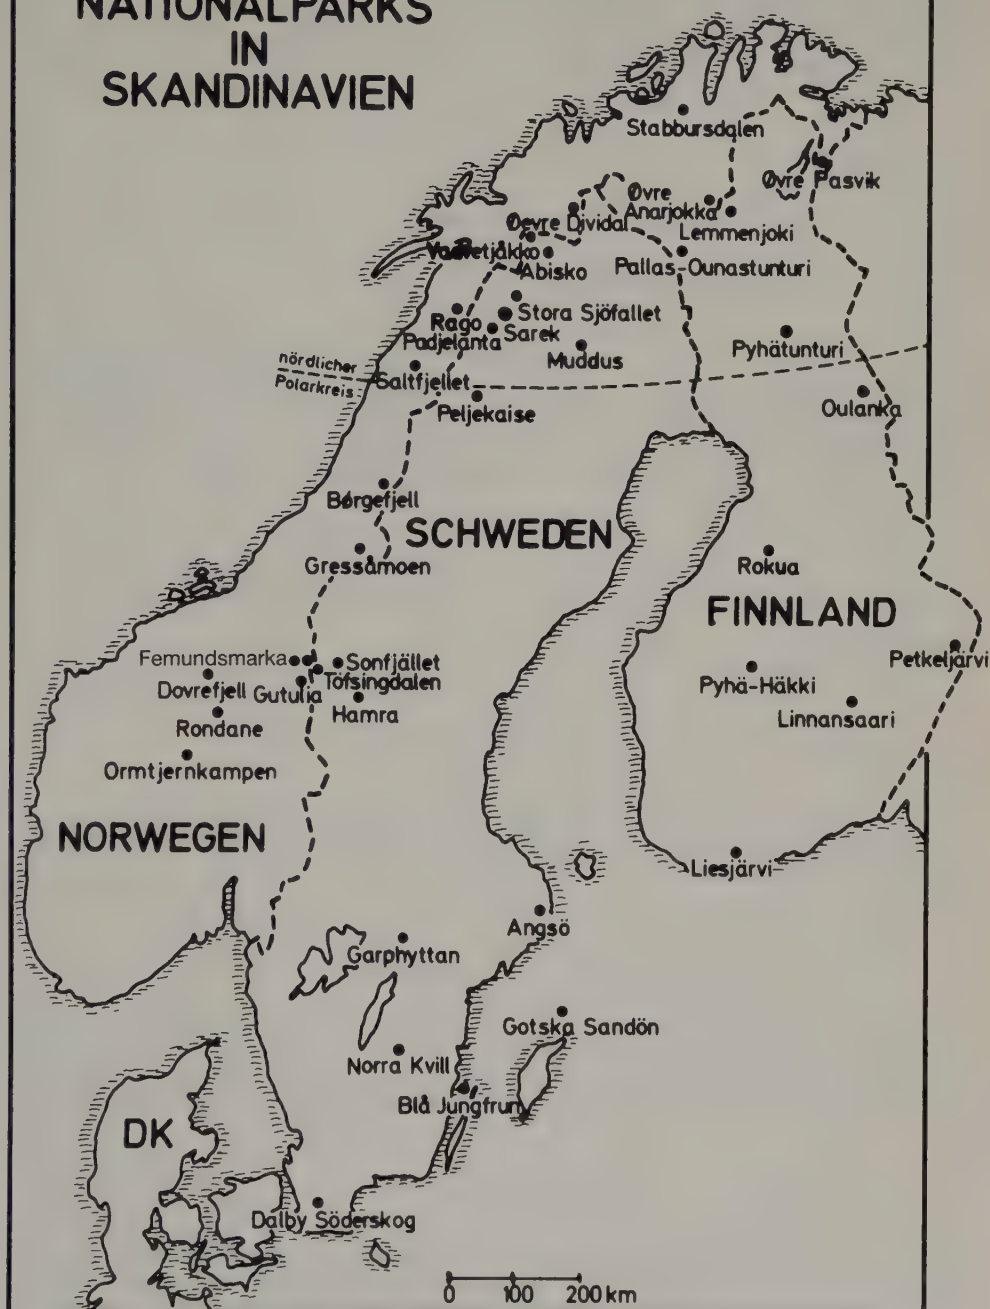 NATIONALPARKS
IN
SKANDINAVIEN
Stabbursdalen
Øvre Pasvik
Øvre
Anarjokka
Øevre Dividal
Lemmenjoki
Vadvetjåkko
Abisko
Pallas-Ounastunturi
Stora Sjöfallet
Rago
Sarek
Padjelanta
Muddus
Pyhätunturi
nördlicher
Polarkreis
Saltfjellet
Peljekaise
Oulanka
Børgefjell
SCHWEDEN
Gressåmoen
Rokua
FINNLAND
Femundsmarka
Sonfjället
Petkeljärvi
Dovrefjell
Gutulia
Töfsingdalen
Pyhä-Häkki
Hamra
Linnansaari
Rondane
Ormtjernkampen
NORWEGEN
Liesjärvi
Angsö
Garphyttan
Gotska Sandön
Norra Kvill
Blå Jungfrun
DK
Dalby Söderskog
0 100 200 km